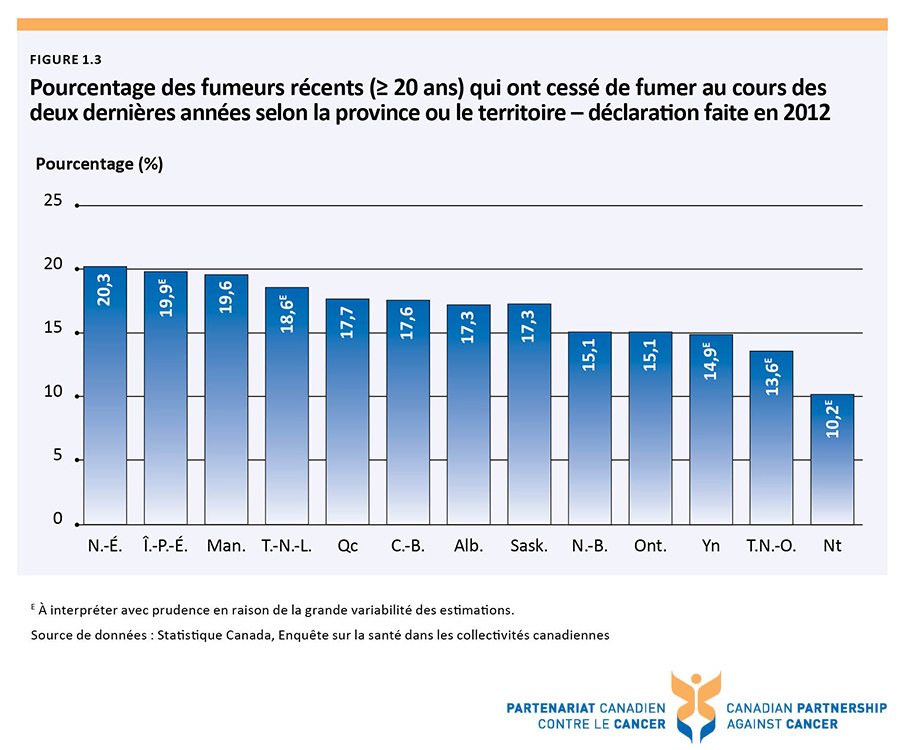 FIGURE 1.3
Pourcentage des fumeurs récents (≥ 20 ans) qui ont cessé de fumer au cours des
deux dernières années selon la province ou le territoire – déclaration faite en 2012
Pourcentage (%)
25
20
15
10
5
0
20,3
19,9ᴱ
19,6
18,6ᴱ
17,7
17,6
17,3
17,3
15,1
15,1
14,9ᴱ
13,6ᴱ
10,2ᴱ
N.-É. Î.-P.-É. Man. T.-N.-L. Qc C.-B. Alb. Sask. N.-B. Ont. Yn T.N.-O. Nt
ᴱ À interpréter avec prudence en raison de la grande variabilité des estimations.
Source de données : Statistique Canada, Enquête sur la santé dans les collectivités canadiennes
PARTENARIAT CANADIEN
CONTRE LE CANCER
CANADIAN PARTNERSHIP
AGAINST CANCER